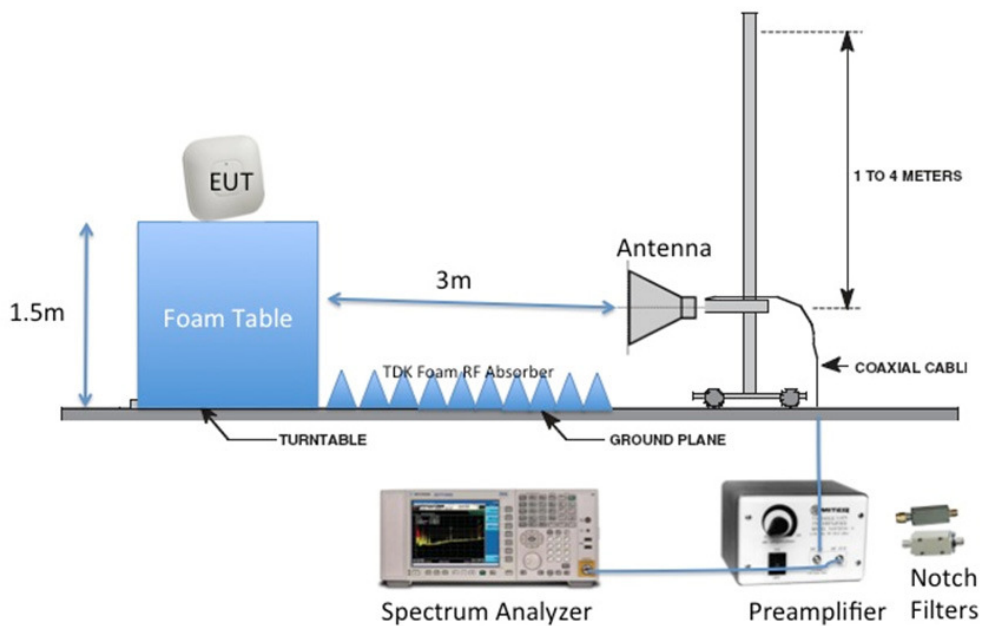 EUT
1 TO 4 METERS
Antenna
3m
1.5m
Foam Table
TDK Foam RF Absorber
COAXIAL CABLI
TURNTABLE
GROUND PLANE
MITEQ
Spectrum Analyzer
Preamplifier
Notch
Filters